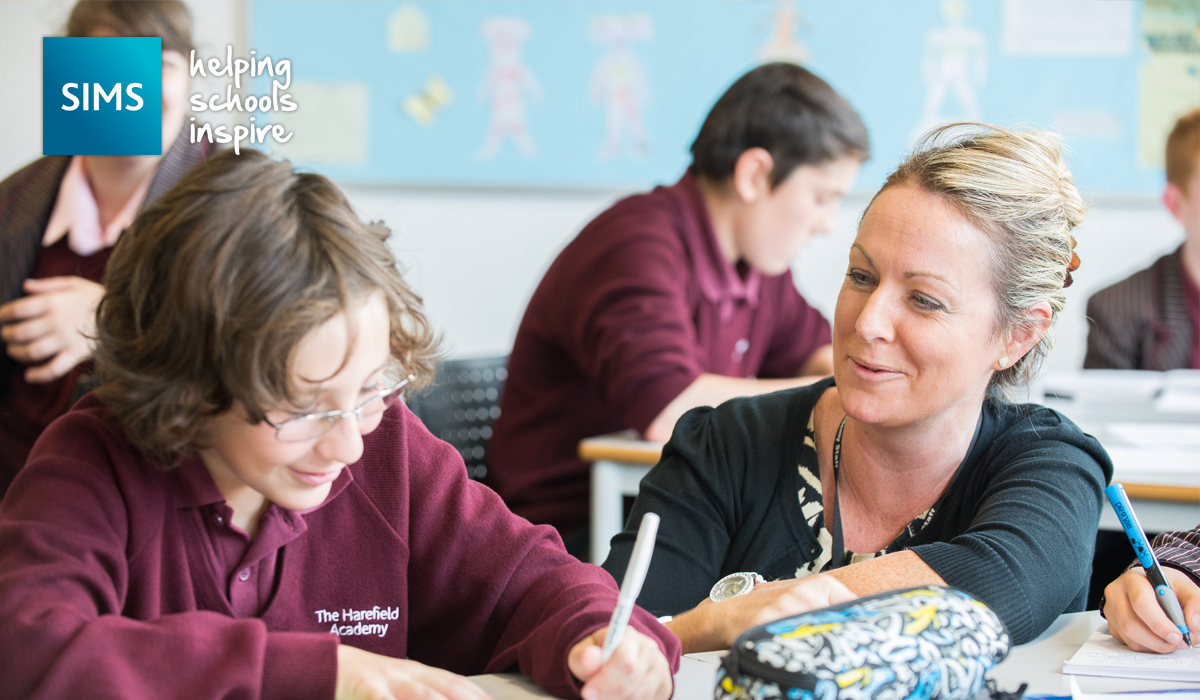 SIMS
helping
schools
inspire
The Harefield
Academy